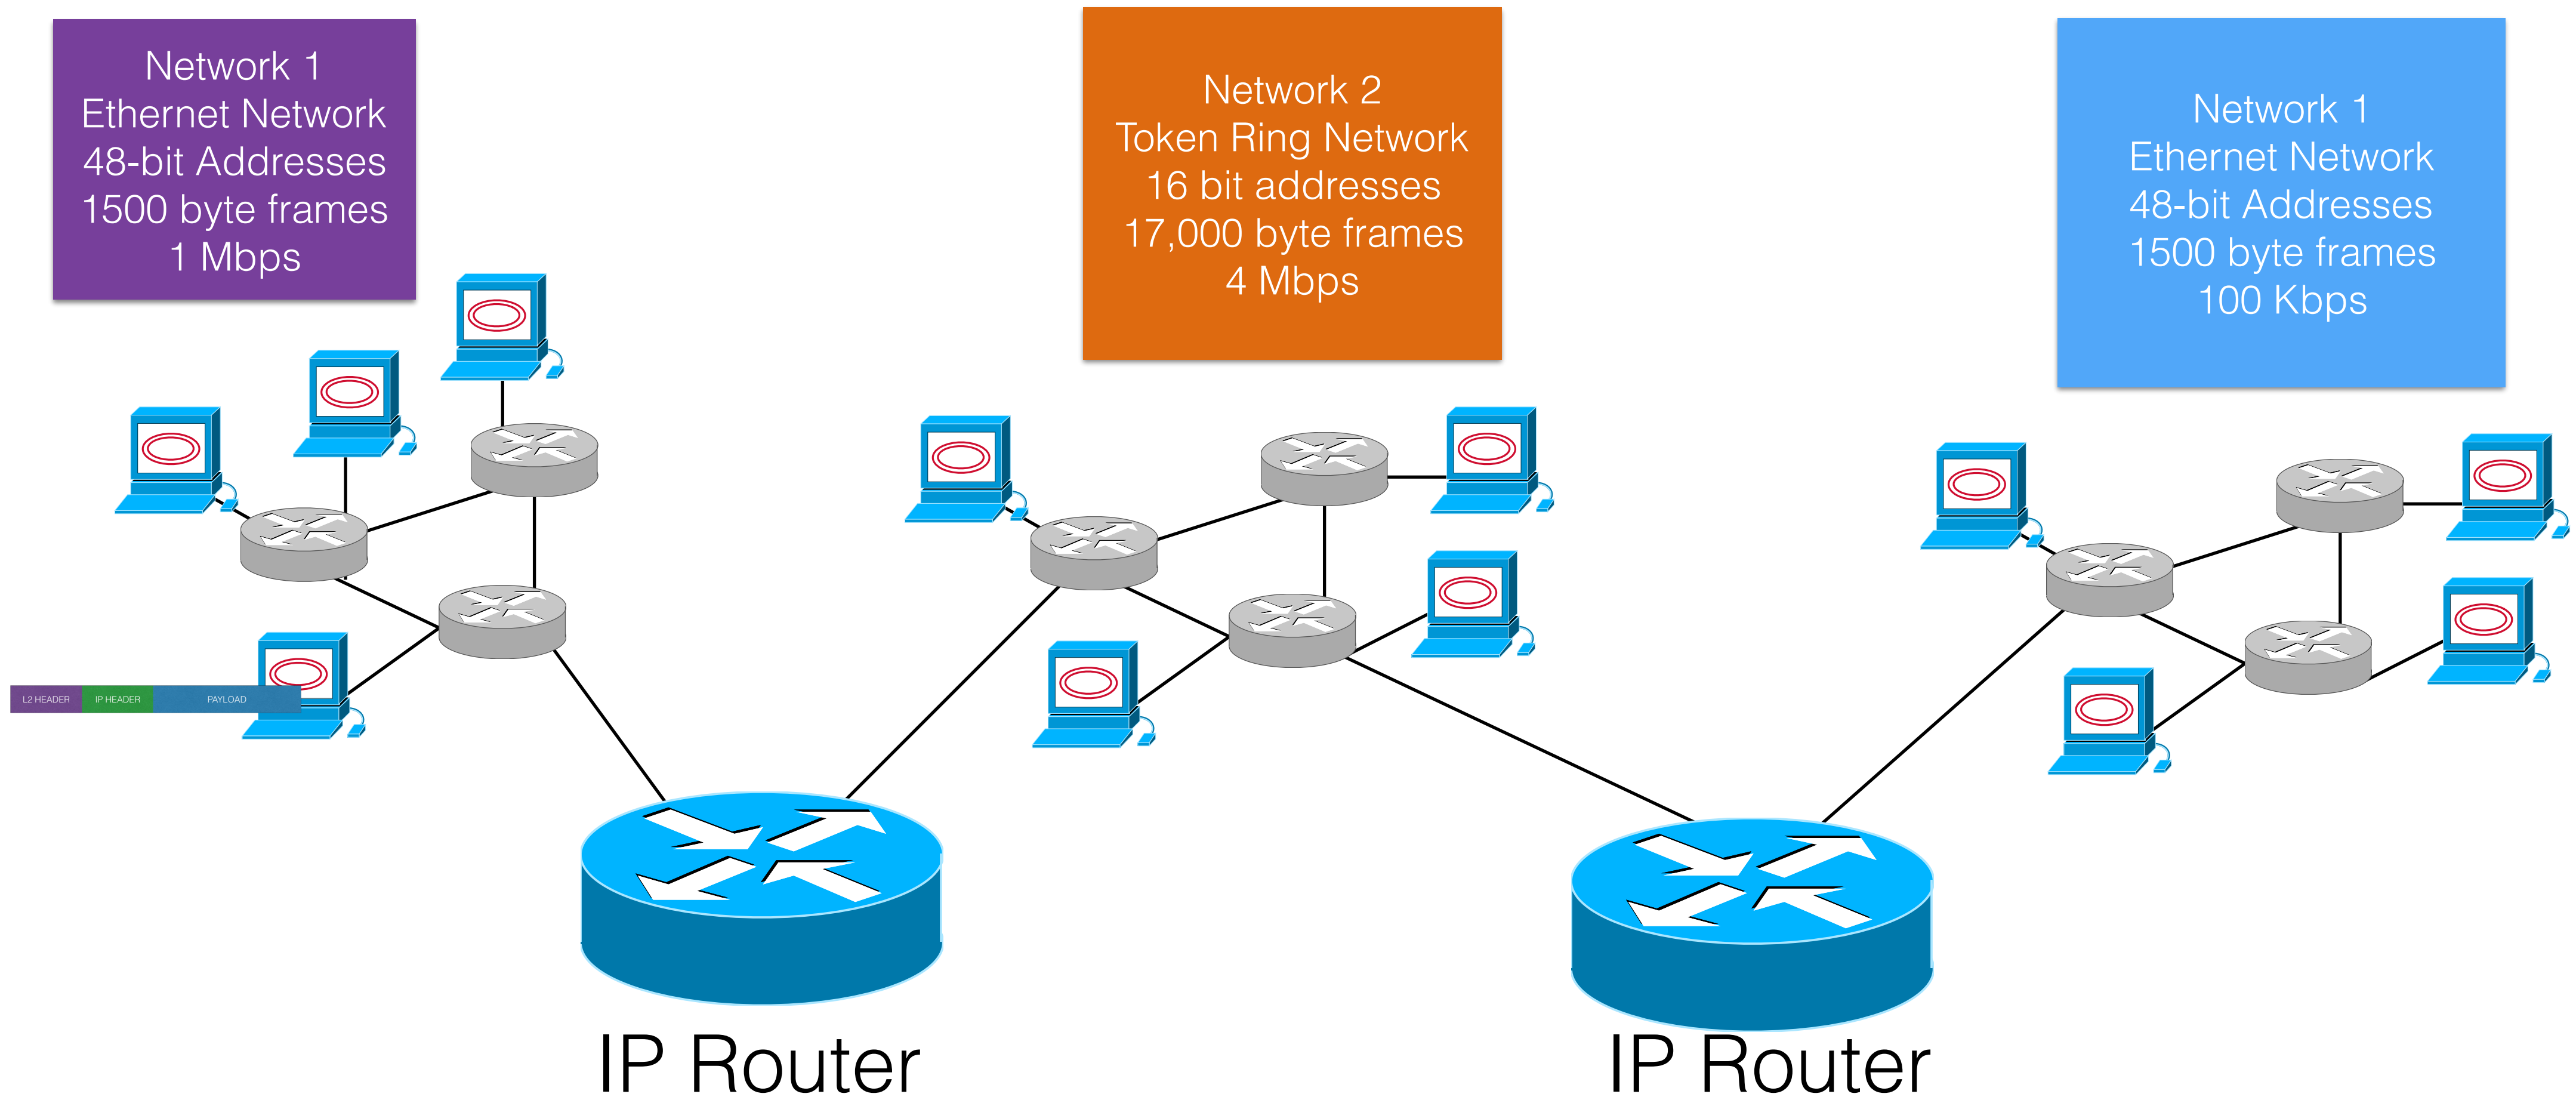 Network 1
Ethernet Network
48-bit Addresses
1500 byte frames
1 Mbps
Network 2
Token Ring Network
16 bit addresses
17,000 byte frames
4 Mbps
Network 1
Ethernet Network
48-bit Addresses
1500 byte frames
100 Kbps
L2 HEADER
IP HEADER
PAYLOAD
IP Router
IP Router